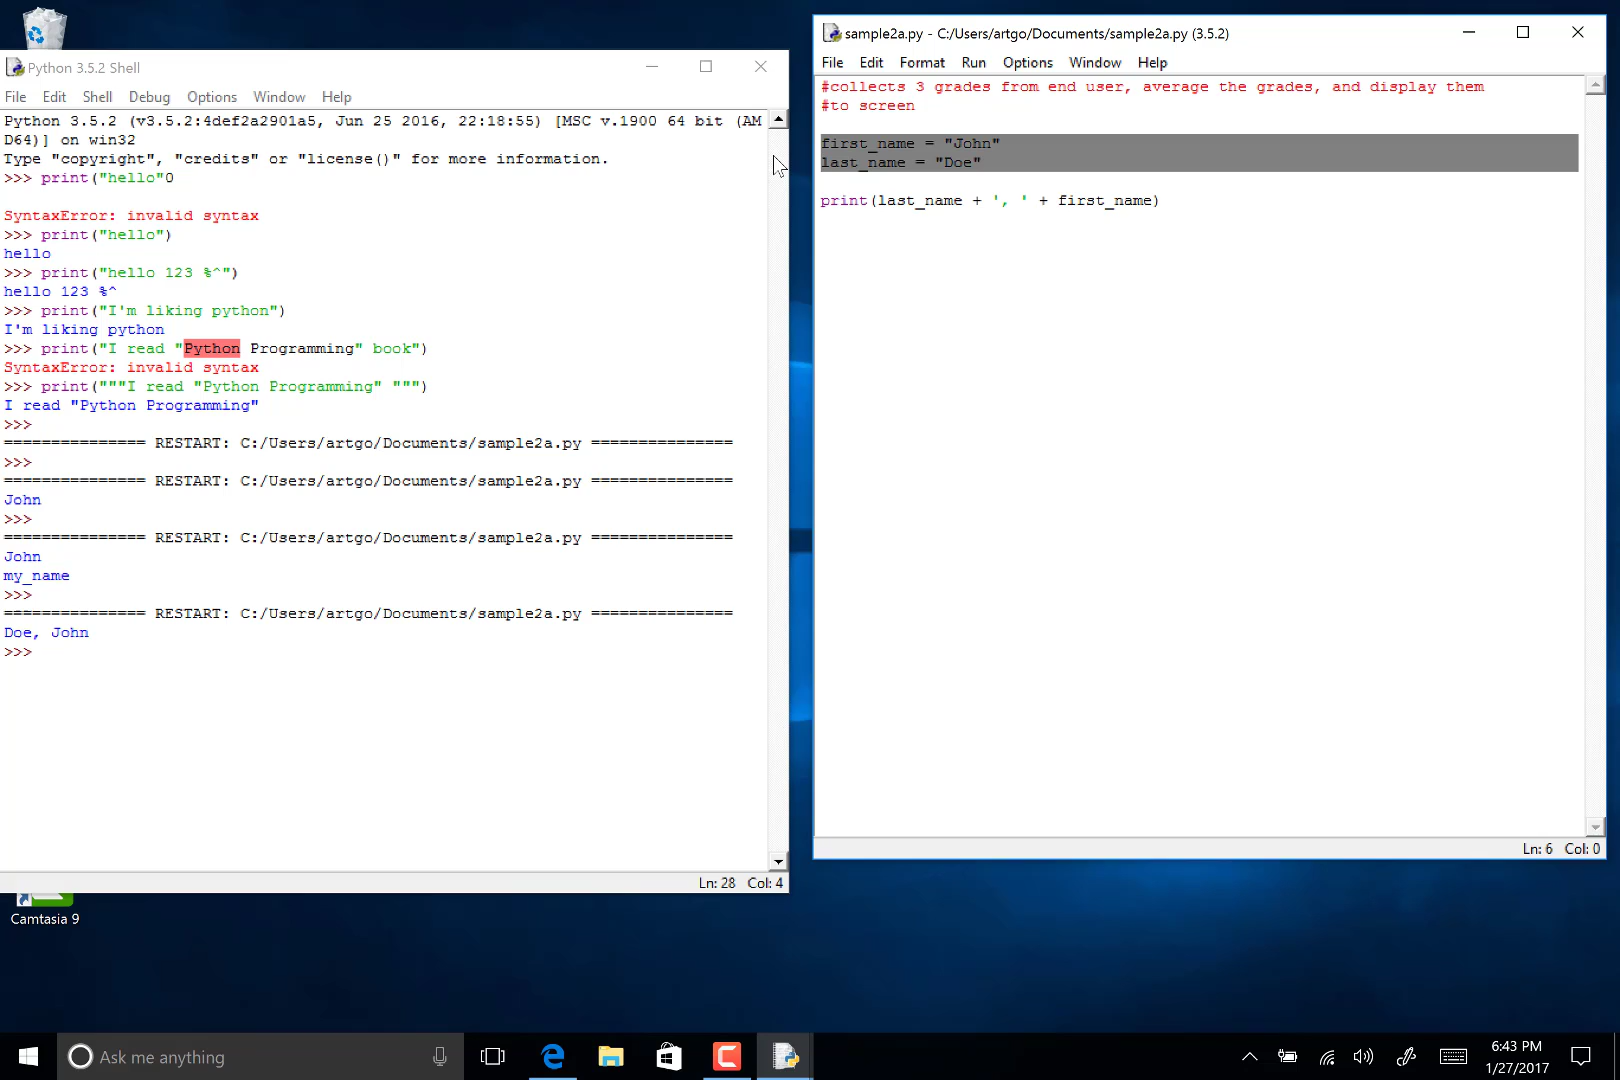 Python 3.5.2 Shell
File Edit Shell Debug Options Window Help
Python 3.5.2 (v3.5.2:4def2a2901a5, Jun 25 2016, 22:18:55) [MSC v.1900 64 bit (AM
D64)] on win32
Type "copyright", "credits" or "license()" for more information.
>>> print("hello"0
SyntaxError: invalid syntax
>>> print("hello")
hello
>>> print("hello 123 %^")
hello 123 %^
>>> print("I'm liking python")
I'm liking python
>>> print("I read "Python Programming" book")
SyntaxError: invalid syntax
>>> print("""I read "Python Programming" """)
I read "Python Programming"
>>>
=============== RESTART: C:/Users/artgo/Documents/sample2a.py ===============
>>>
=============== RESTART: C:/Users/artgo/Documents/sample2a.py ===============
John
>>>
=============== RESTART: C:/Users/artgo/Documents/sample2a.py ===============
John
my_name
>>>
=============== RESTART: C:/Users/artgo/Documents/sample2a.py ===============
Doe, John
>>>
Ln: 28 Col: 4
sample2a.py - C:/Users/artgo/Documents/sample2a.py (3.5.2)
File Edit Format Run Options Window Help
#collects 3 grades from end user, average the grades, and display them
#to screen
first_name = "John"
last_name = "Doe"
print(last_name + ', ' + first_name)
Ln: 6 Col: 0
Camtasia 9
Ask me anything
6:43 PM
1/27/2017